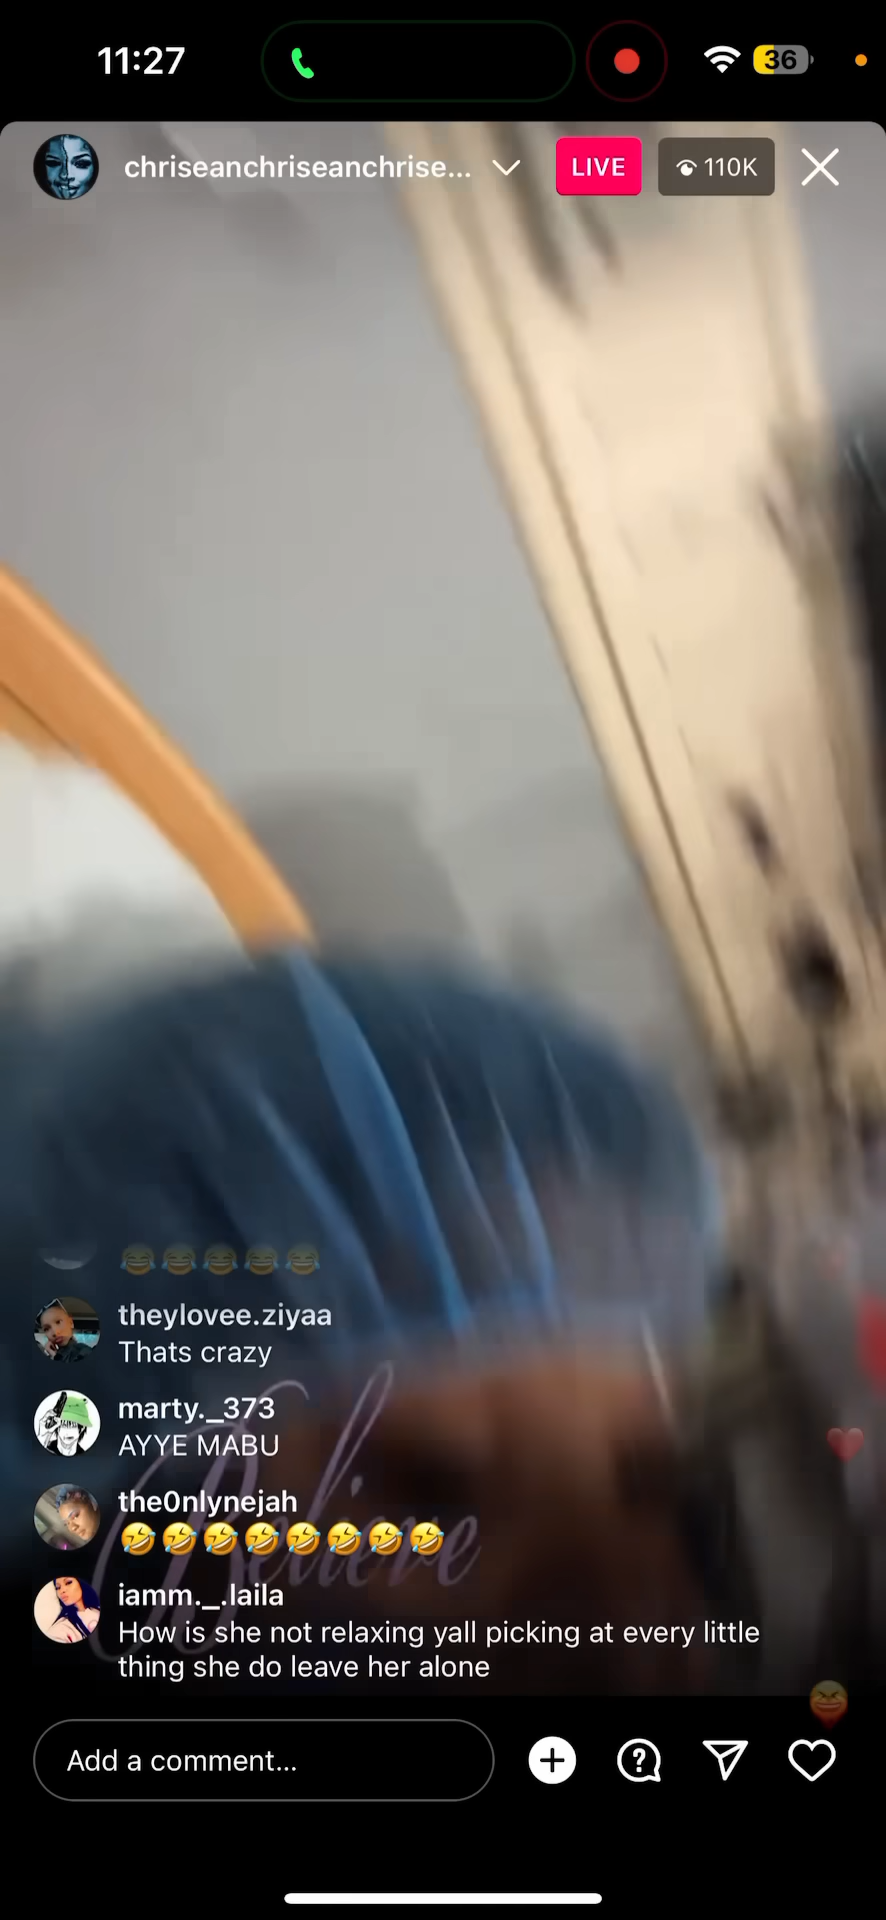 11:27
36
chriseanchriseanchrise...
LIVE
110K
theylovee.ziyaa
Thats crazy
marty._373
AYYE MABU
the0nlynejah
🤣🤣🤣🤣🤣🤣🤣🤣
iamm._.laila
How is she not relaxing yall picking at every little
thing she do leave her alone
Believe
Add a comment...